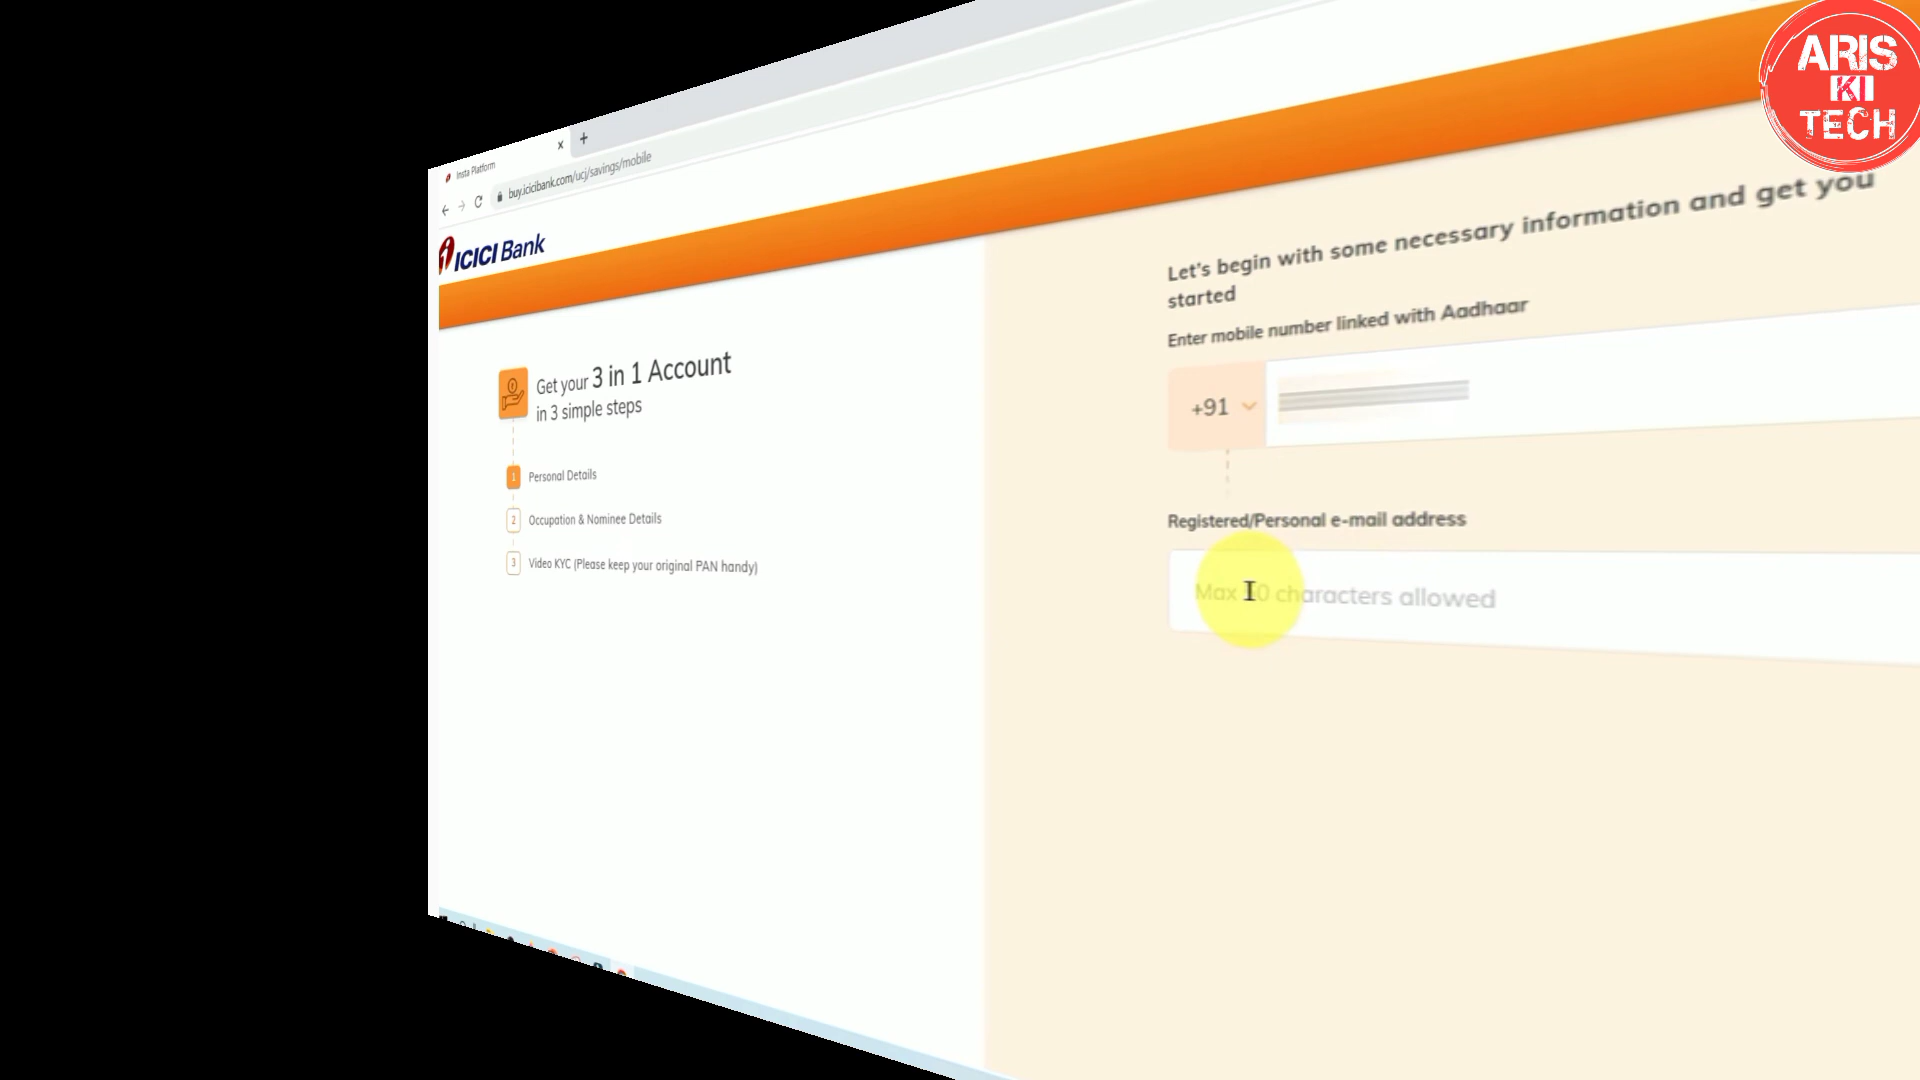 ARIS
KI
TECH
Insta Platform
buy.icicibank.com/ucj/savings/mobile
ICICI Bank
Get your 3 in 1 Account
in 3 simple steps
1 Personal Details
2 Occupation & Nominee Details
3 Video KYC (Please keep your original PAN handy)
Let's begin with some necessary information and get you
started
Enter mobile number linked with Aadhaar
+91
Registered/Personal e-mail address
Max characters allowed